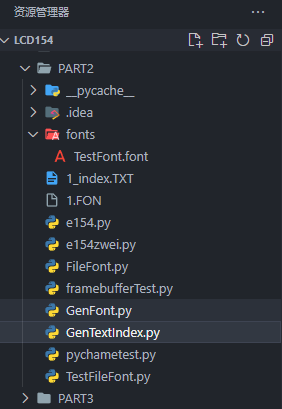 资源管理器
LCD154
PART2
__pycache__
.idea
fonts
TestFont.font
1_index.TXT
1.FON
e154.py
e154zwei.py
FileFont.py
framebufferTest.py
GenFont.py
GenTextIndex.py
pychametest.py
TestFileFont.py
PART3